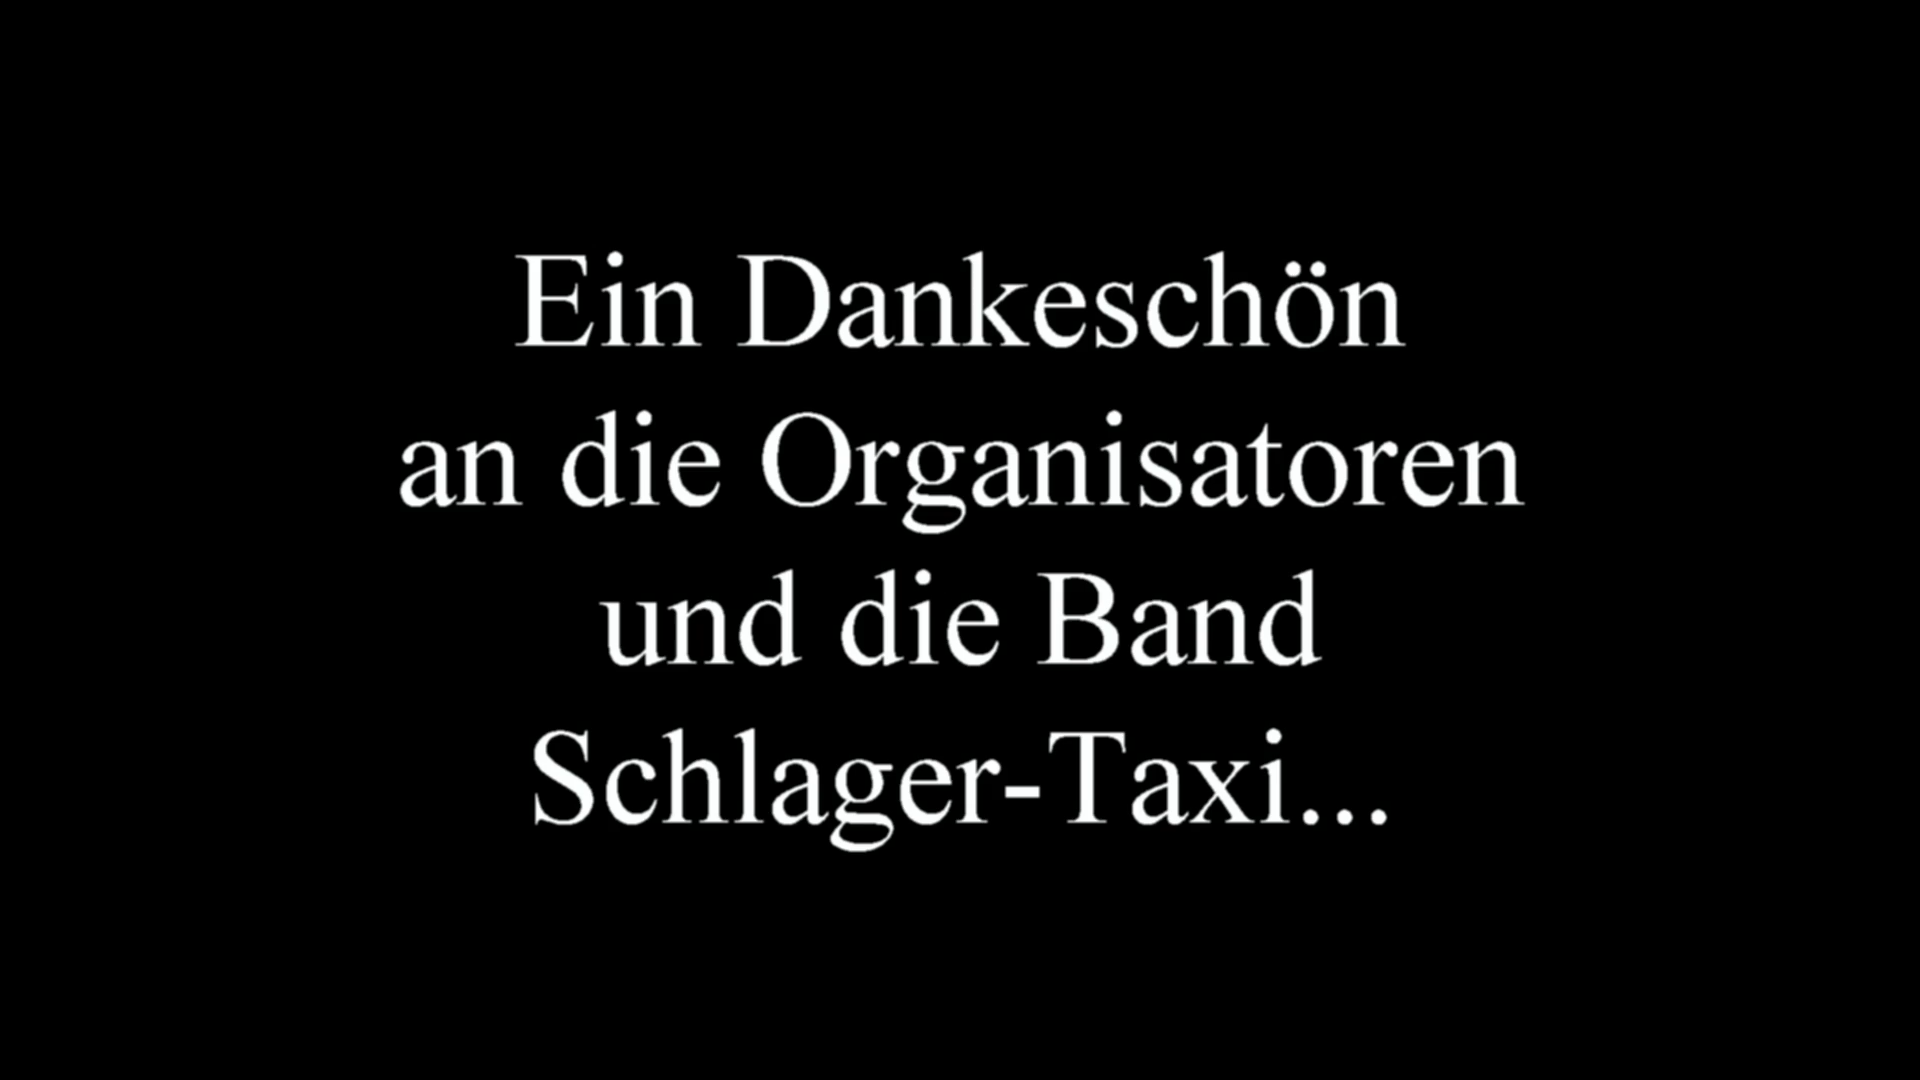 Ein Dankeschön
an die Organisatoren
und die Band
Schlager-Taxi...